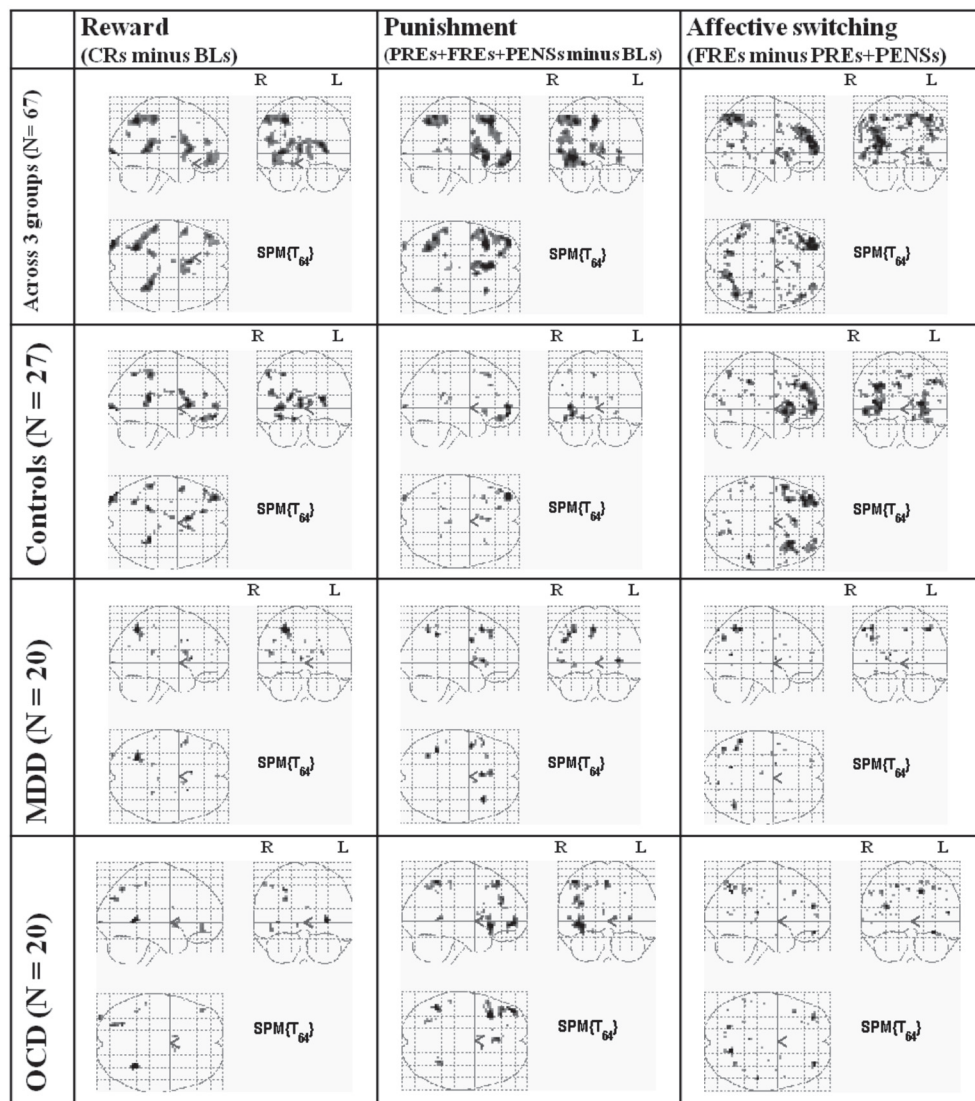 Reward
(CRs minus BLs)
Punishment
(PREs+FREs+PENSs minus BLs)
Affective switching
(FREs minus PREs+PENSs)
Across 3 groups (N= 67)
R L
R L
SPM{T64}
SPM{T64}
SPM{T64}
Controls (N = 27)
R L
R L
SPM{T64}
SPM{T64}
SPM{T64}
MDD (N = 20)
R L
R L
SPM{T64}
SPM{T64}
SPM{T64}
OCD (N = 20)
R L
R L
SPM{T64}
SPM{T64}
SPM{T64}